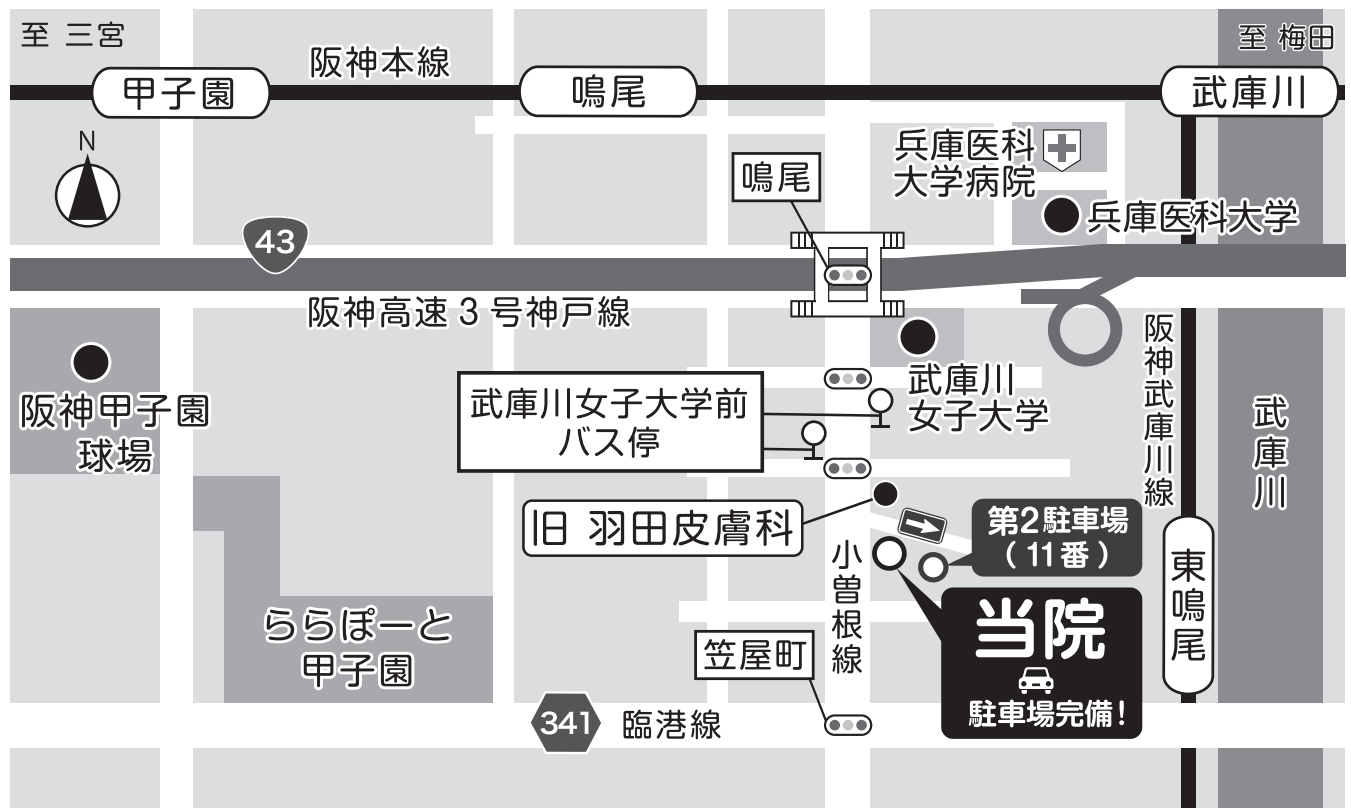 至 三宮
至 梅田
阪神本線
甲子園
鳴尾
武庫川
N
兵庫医科
大学病院
鳴尾
兵庫医科大学
43
阪神高速3号神戸線
阪神甲子園
球場
武庫川
女子大学
阪神武庫川線
武庫川
武庫川女子大学前
バス停
旧 羽田皮膚科
第2駐車場
(11番)
小曽根線
東鳴尾
当院
駐車場完備!
ららぽーと
甲子園
笠屋町
341
臨港線